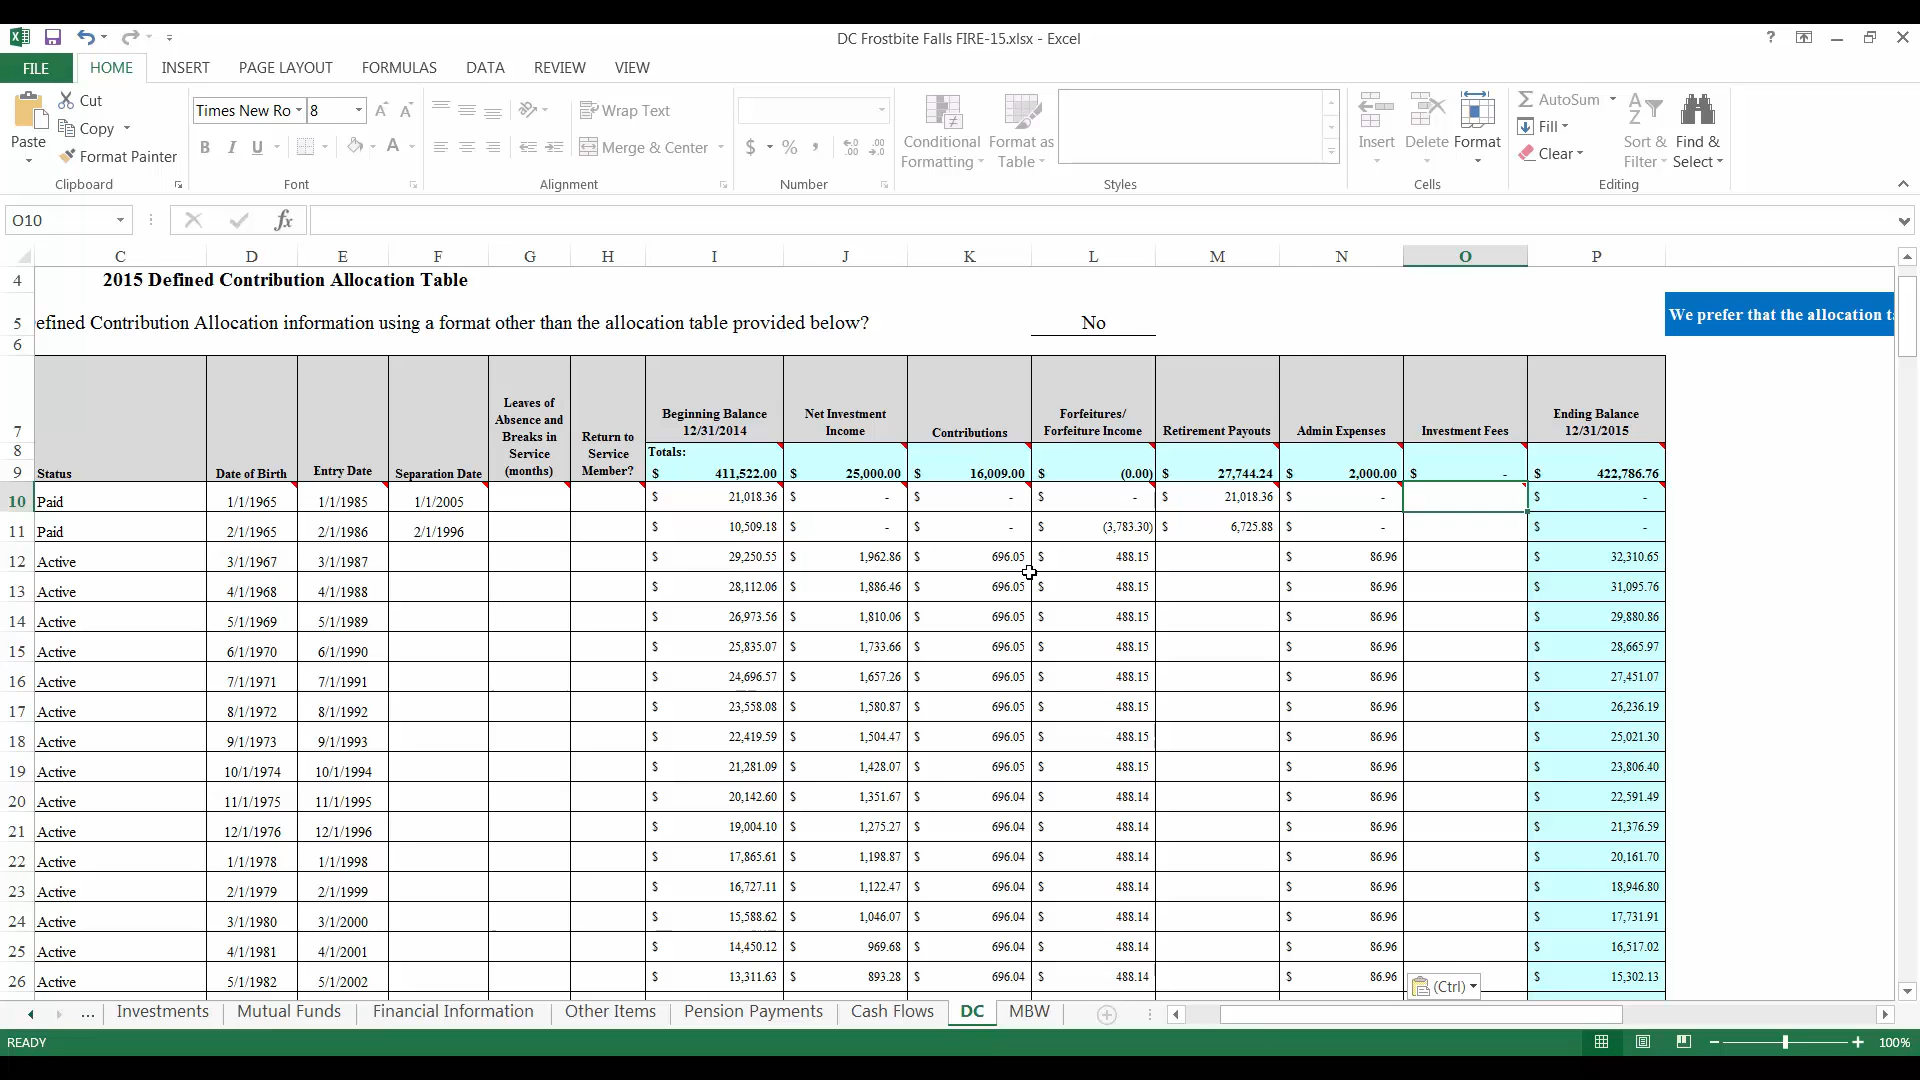 DC Frostbite Falls FIRE-15.xlsx - Excel
?
FILE HOME INSERT PAGE LAYOUT FORMULAS DATA REVIEW VIEW
Cut
Copy
Format Painter
Paste
Clipboard
Times New Ro 8
B I U A
Font
Wrap Text
Merge & Center
Alignment
$ % ,
Number
Conditional Formatting
Format as Table
Styles
Insert Delete Format
Cells
AutoSum
Fill
Clear
Sort & Filter
Find & Select
Editing
O10
fx
C D E F G H I J K L M N O P
4 2015 Defined Contribution Allocation Table
5 efined Contribution Allocation information using a format other than the allocation table provided below? No We prefer that the allocation t
6
7
Leaves of Absence and Breaks in Service (months)
Return to Service Member?
Beginning Balance 12/31/2014
Net Investment Income
Contributions
Forfeitures/ Forfeiture Income
Retirement Payouts
Admin Expenses
Investment Fees
Ending Balance 12/31/2015
8 Totals:
9 Status Date of Birth Entry Date Separation Date $ 411,522.00 $ 25,000.00 $ 16,009.00 $ (0.00) $ 27,744.24 $ 2,000.00 $ - $ 422,786.76
10 Paid 1/1/1965 1/1/1985 1/1/2005 $ 21,018.36 $ - $ - $ - $ 21,018.36 $ - $ -
11 Paid 2/1/1965 2/1/1986 2/1/1996 $ 10,509.18 $ - $ - $ (3,783.30) $ 6,725.88 $ - $ -
12 Active 3/1/1967 3/1/1987 $ 29,250.55 $ 1,962.86 $ 696.05 $ 488.15 $ 86.96 $ 32,310.65
13 Active 4/1/1968 4/1/1988 $ 28,112.06 $ 1,886.46 $ 696.05 $ 488.15 $ 86.96 $ 31,095.76
14 Active 5/1/1969 5/1/1989 $ 26,973.56 $ 1,810.06 $ 696.05 $ 488.15 $ 86.96 $ 29,880.86
15 Active 6/1/1970 6/1/1990 $ 25,835.07 $ 1,733.66 $ 696.05 $ 488.15 $ 86.96 $ 28,665.97
16 Active 7/1/1971 7/1/1991 $ 24,696.57 $ 1,657.26 $ 696.05 $ 488.15 $ 86.96 $ 27,451.07
17 Active 8/1/1972 8/1/1992 $ 23,558.08 $ 1,580.87 $ 696.05 $ 488.15 $ 86.96 $ 26,236.19
18 Active 9/1/1973 9/1/1993 $ 22,419.59 $ 1,504.47 $ 696.05 $ 488.15 $ 86.96 $ 25,021.30
19 Active 10/1/1974 10/1/1994 $ 21,281.09 $ 1,428.07 $ 696.05 $ 488.15 $ 86.96 $ 23,806.40
20 Active 11/1/1975 11/1/1995 $ 20,142.60 $ 1,351.67 $ 696.04 $ 488.14 $ 86.96 $ 22,591.49
21 Active 12/1/1976 12/1/1996 $ 19,004.10 $ 1,275.27 $ 696.04 $ 488.14 $ 86.96 $ 21,376.59
22 Active 1/1/1978 1/1/1998 $ 17,865.61 $ 1,198.87 $ 696.04 $ 488.14 $ 86.96 $ 20,161.70
23 Active 2/1/1979 2/1/1999 $ 16,727.11 $ 1,122.47 $ 696.04 $ 488.14 $ 86.96 $ 18,946.80
24 Active 3/1/1980 3/1/2000 $ 15,588.62 $ 1,046.07 $ 696.04 $ 488.14 $ 86.96 $ 17,731.91
25 Active 4/1/1981 4/1/2001 $ 14,450.12 $ 969.68 $ 696.04 $ 488.14 $ 86.96 $ 16,517.02
26 Active 5/1/1982 5/1/2002 $ 13,311.63 $ 893.28 $ 696.04 $ 488.14 $ 86.96 $ 15,302.13
(Ctrl)
... Investments Mutual Funds Financial Information Other Items Pension Payments Cash Flows DC MBW
READY 100%